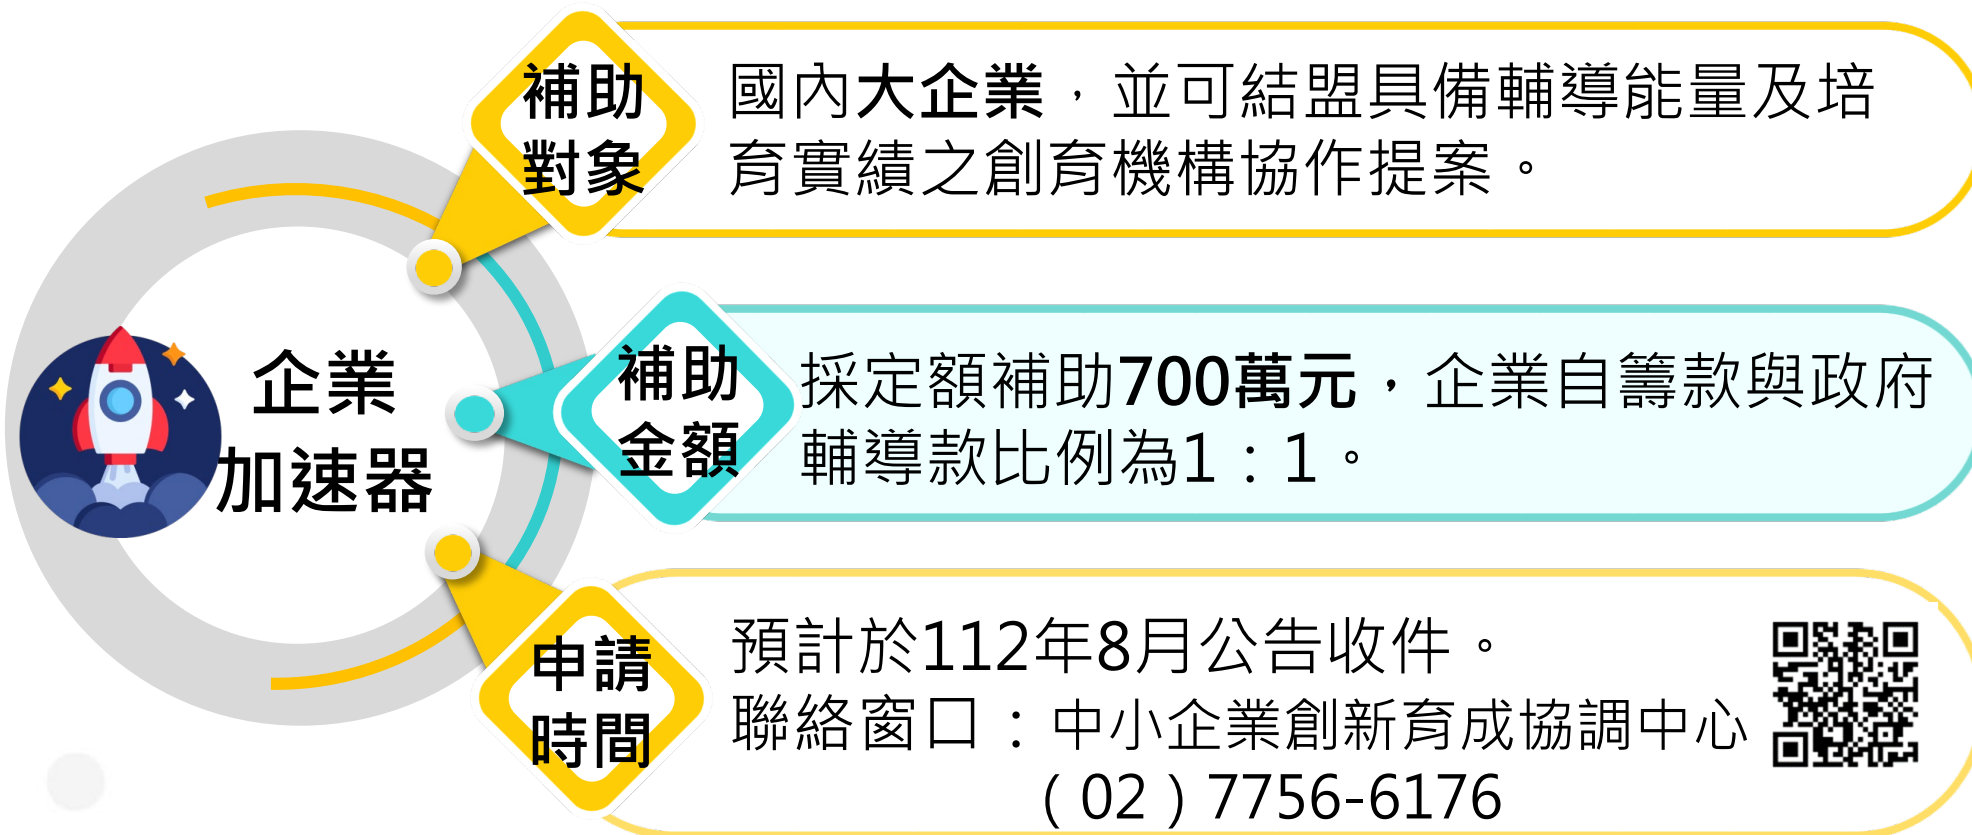 企業
加速器
補助
對象
國內大企業，並可結盟具備輔導能量及培
育實績之創育機構協作提案。
補助
金額
採定額補助700萬元，企業自籌款與政府
輔導款比例為1：1。
申請
時間
預計於112年8月公告收件。
聯絡窗口：中小企業創新育成協調中心
（02）7756-6176